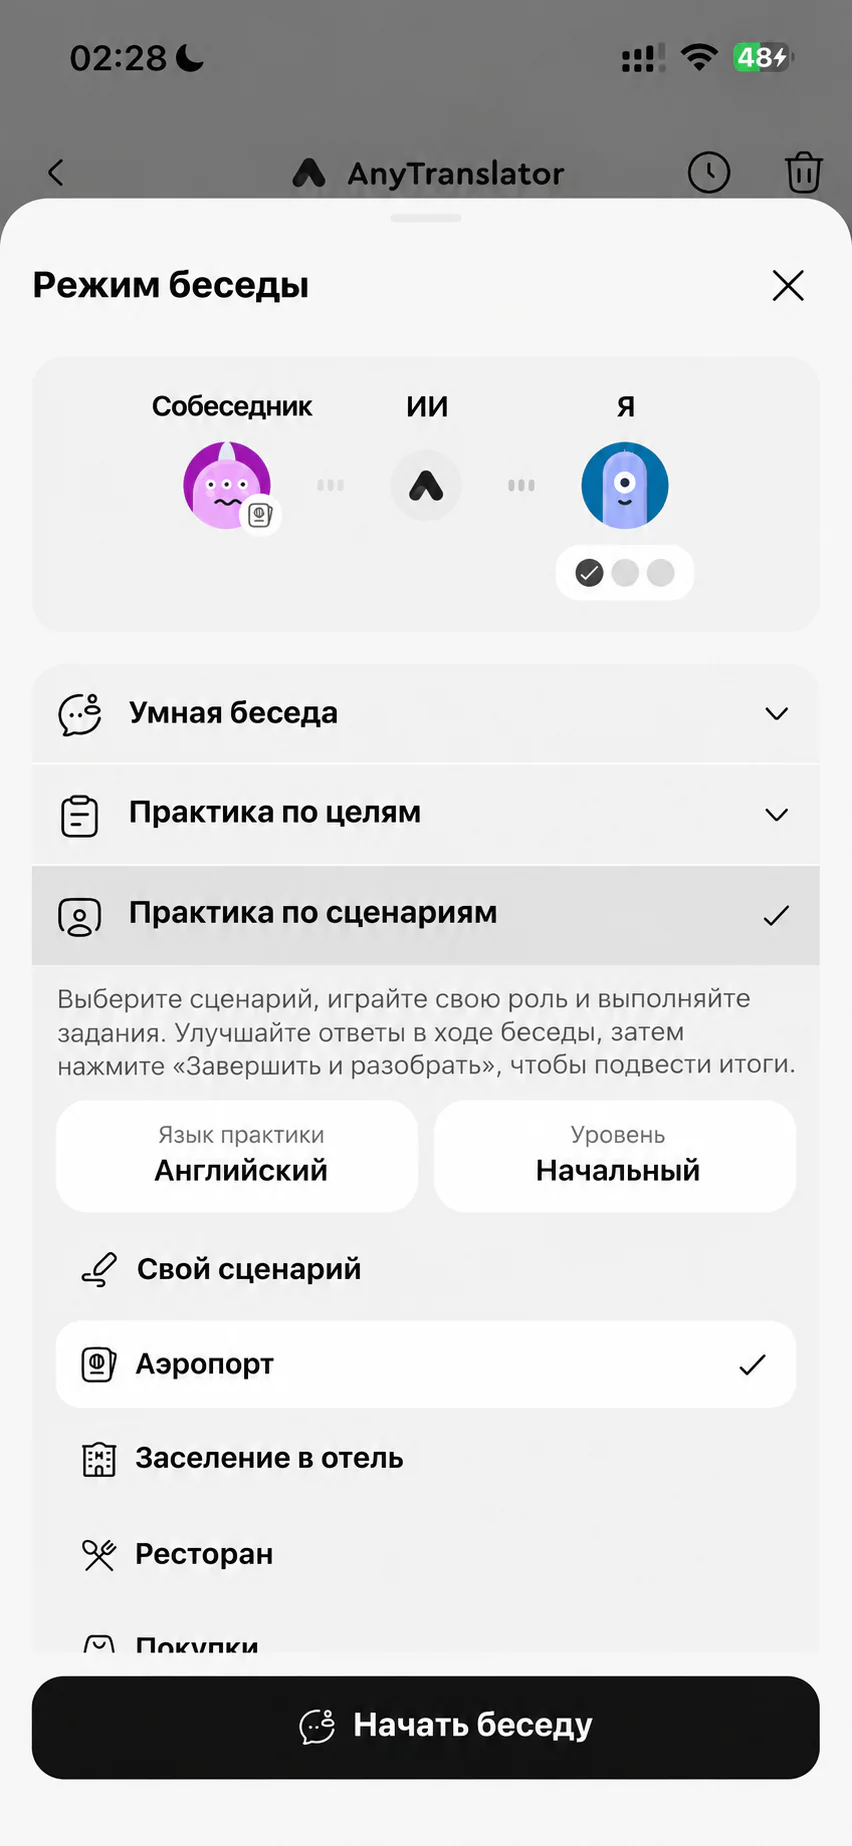 02:28
48
AnyTranslator
Режим беседы
Собеседник
ИИ
Я
Умная беседа
Практика по целям
Практика по сценариям
Выберите сценарий, играйте свою роль и выполняйте
задания. Улучшайте ответы в ходе беседы, затем
нажмите «Завершить и разобрать», чтобы подвести итоги.
Язык практики
Английский
Уровень
Начальный
Свой сценарий
Аэропорт
Заселение в отель
Ресторан
Покупки
Начать беседу